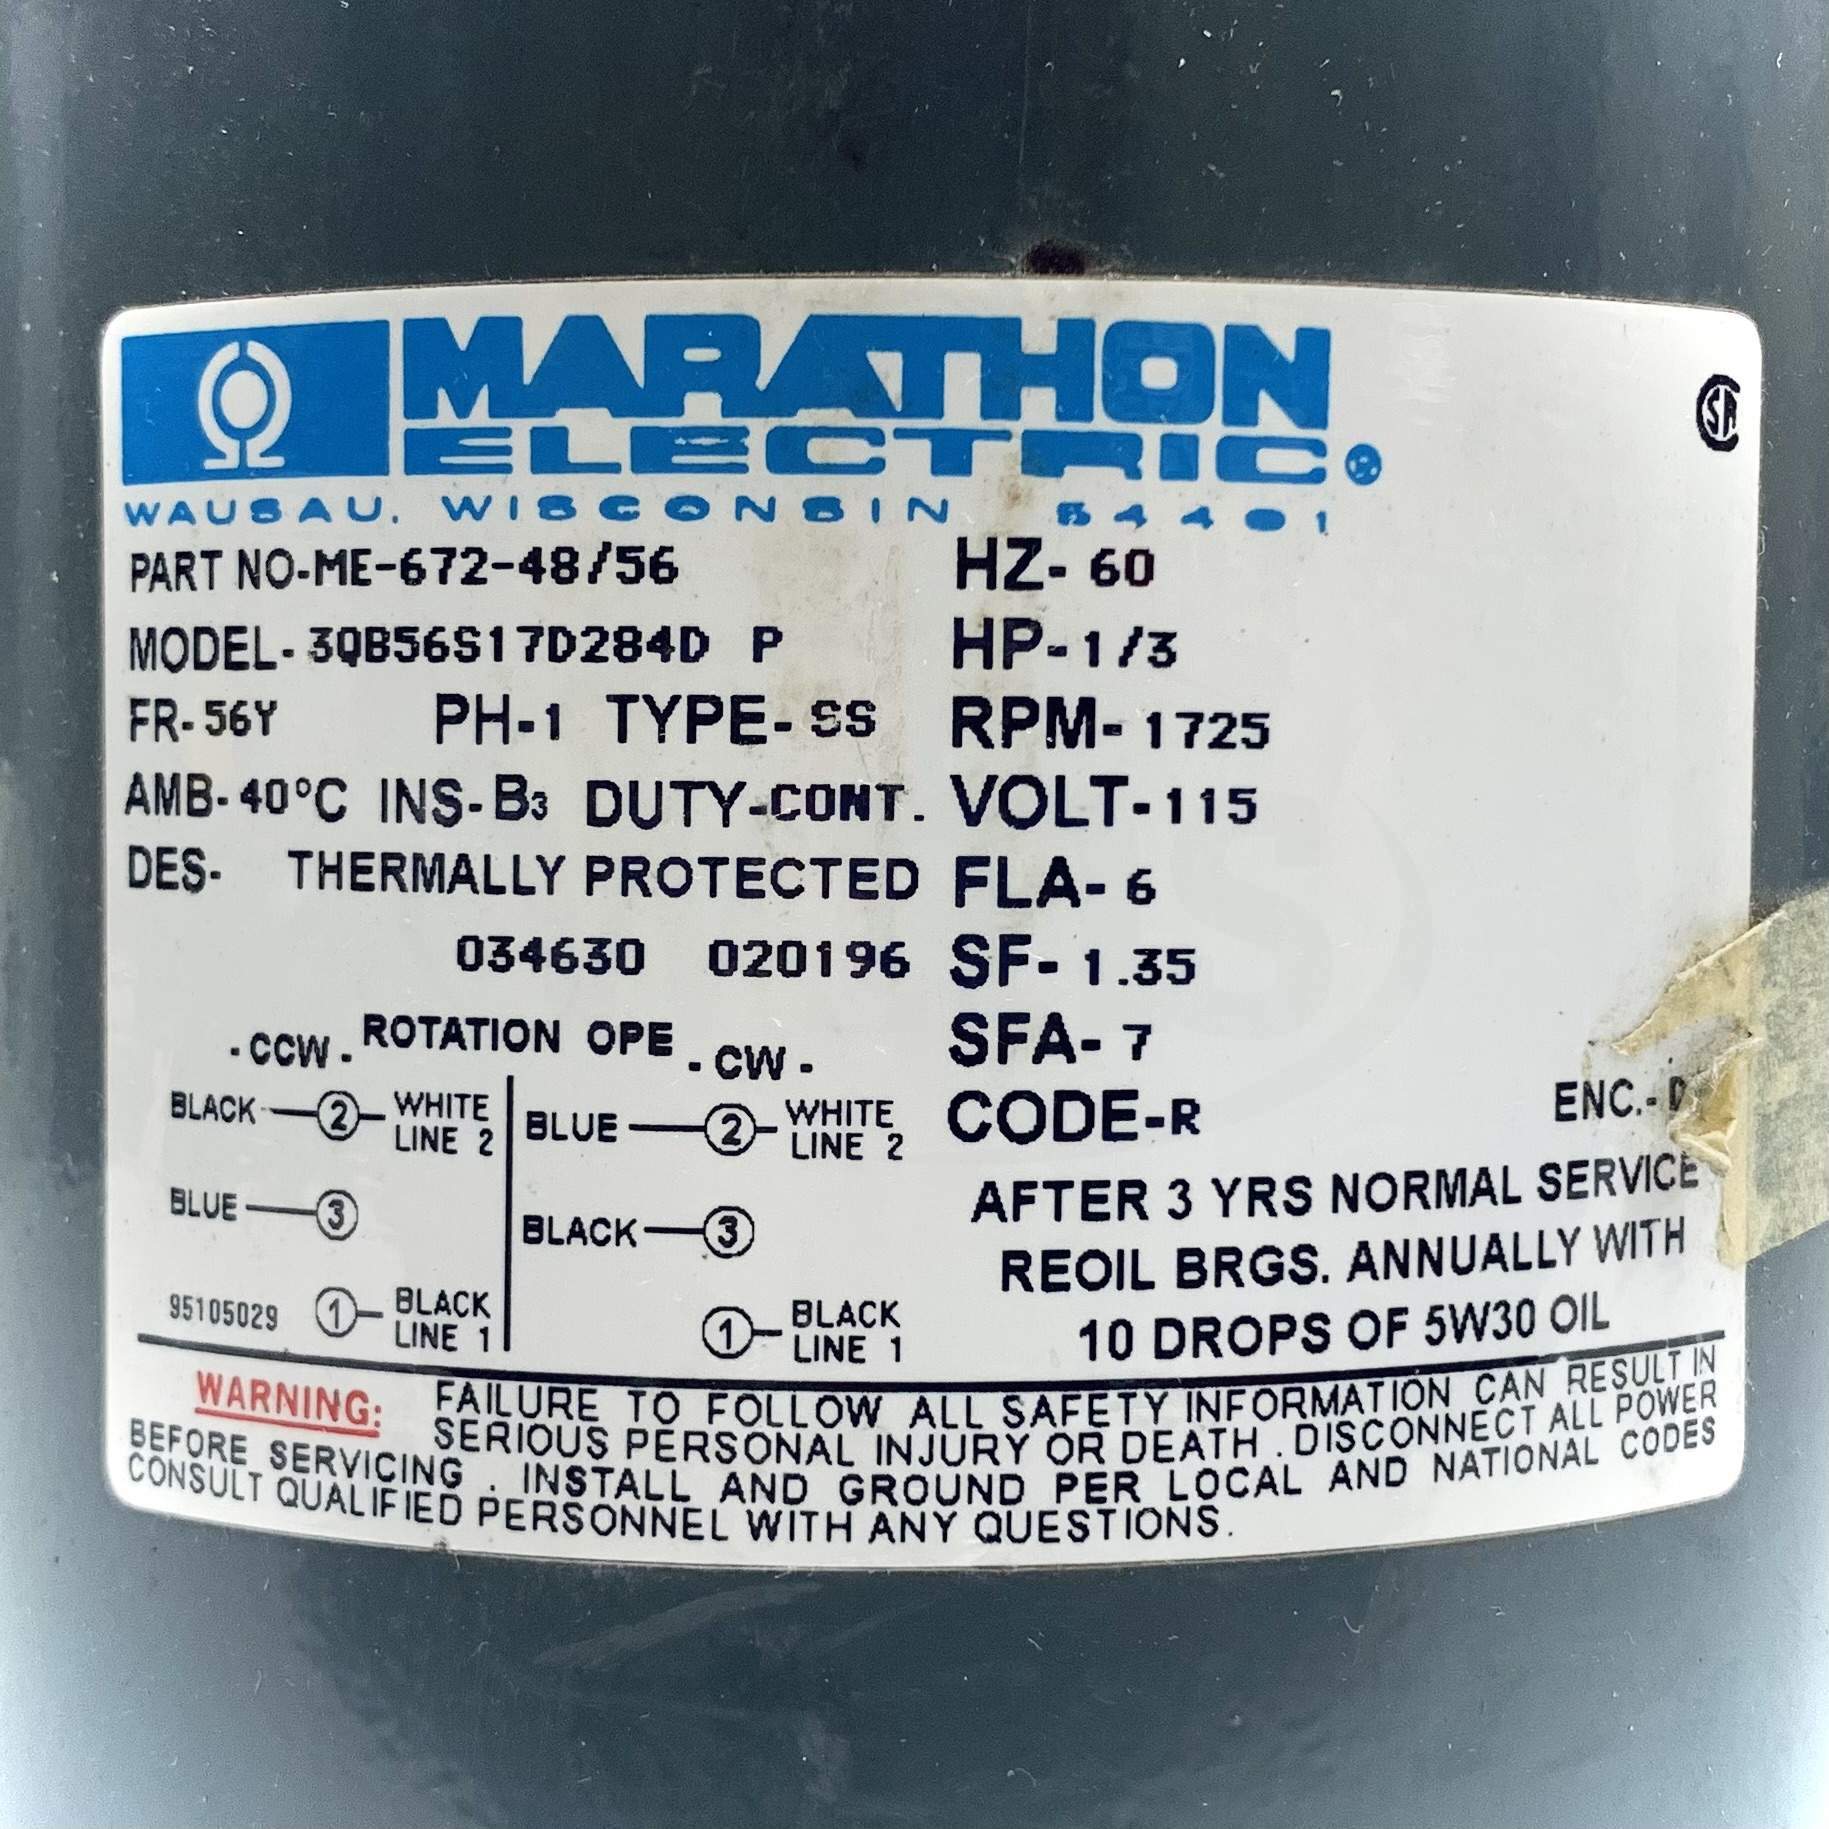 MARATHON
ELECTRIC®
WAUSAU, WISCONSIN 54401
PART NO-ME-672-48/56
MODEL-3QB56S17D284D P
FR-56Y PH-1 TYPE-SS
AMB-40°C INS-B3 DUTY-CONT.
DES- THERMALLY PROTECTED
034630 020196
HZ-60
HP-1/3
RPM-1725
VOLT-115
FLA-6
SF-1.35
SFA-7
CODE-R
ENC.-
ROTATION OPE
-CCW-
BLACK 2 WHITE
LINE 2
BLUE 3
95105029 1 BLACK
LINE 1
-CW-
BLUE 2 WHITE
LINE 2
BLACK 3
1 BLACK
LINE 1
AFTER 3 YRS NORMAL SERVICE
REOIL BRGS. ANNUALLY WITH
10 DROPS OF 5W30 OIL
WARNING: FAILURE TO FOLLOW ALL SAFETY INFORMATION CAN RESULT IN
SERIOUS PERSONAL INJURY OR DEATH. DISCONNECT ALL POWER
BEFORE SERVICING. INSTALL AND GROUND PER LOCAL AND NATIONAL CODES
CONSULT QUALIFIED PERSONNEL WITH ANY QUESTIONS.